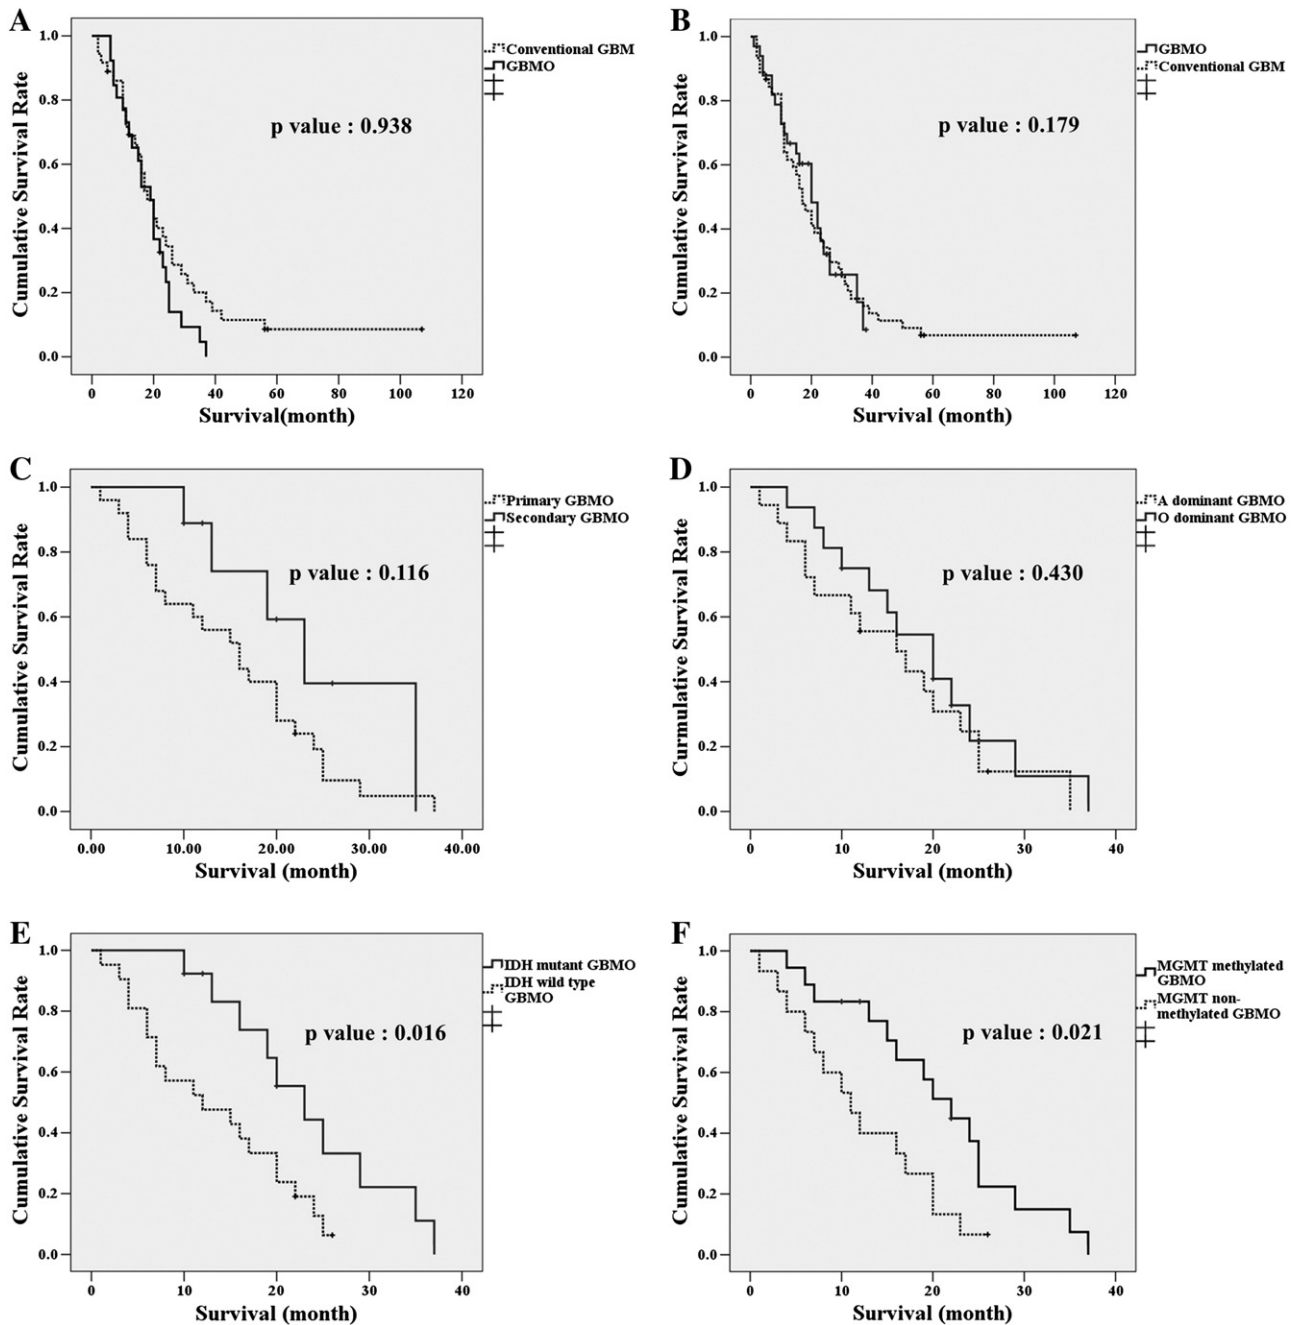 A
1.0
0.8
0.6
0.4
0.2
0.0
Cumulative Survival Rate
p value : 0.938
Conventional GBM
GBMO
0 20 40 60 80 100 120
Survival(month)
B
1.0
0.8
0.6
0.4
0.2
0.0
Cumulative Survival Rate
p value : 0.179
GBMO
Conventional GBM
0 20 40 60 80 100 120
Survival (month)
C
1.0
0.8
0.6
0.4
0.2
0.0
Cumulative Survival Rate
p value : 0.116
Primary GBMO
Secondary GBMO
0.00 10.00 20.00 30.00 40.00
Survival (month)
D
1.0
0.8
0.6
0.4
0.2
0.0
Curmulative Survival Rate
p value : 0.430
A dominant GBMO
O dominant GBMO
0 10 20 30 40
Survival (month)
E
1.0
0.8
0.6
0.4
0.2
0.0
Cumulative Survival Rate
p value : 0.016
IDH mutant GBMO
IDH wild type
GBMO
0 10 20 30 40
Survival (month)
F
1.0
0.8
0.6
0.4
0.2
0.0
Cumulative Survival Rate
p value : 0.021
MGMT methylated
GBMO
MGMT non-
methylated GBMO
0 10 20 30 40
Survival (month)